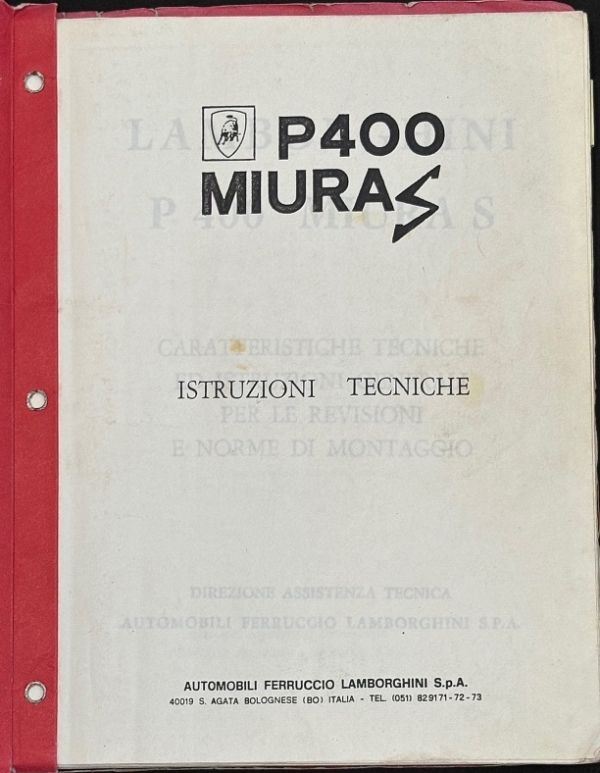 P400
MIURA S
ISTRUZIONI TECNICHE
AUTOMOBILI FERRUCCIO LAMBORGHINI S.p.A.
40019 S. AGATA BOLOGNESE (BO) ITALIA - TEL. (051) 829171-72-73
LAMBORGHINI
P 400 MIURA S
CARATTERISTICHE TECNICHE
PER LE REVISIONI
E NORME DI MONTAGGIO
DIREZIONE ASSISTENZA TECNICA
AUTOMOBILI FERRUCCIO LAMBORGHINI S.P.A.